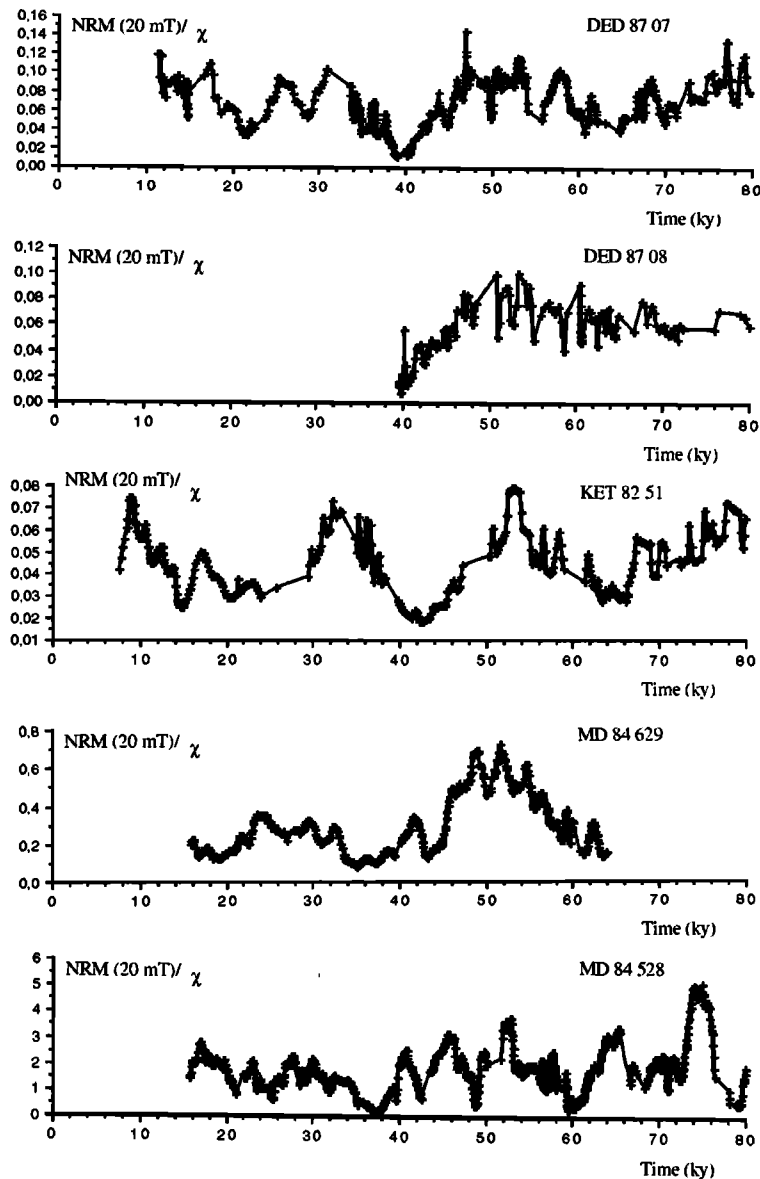 NRM (20 mT)/ χ
DED 87 07
0,16
0,14
0,12
0,10
0,08
0,06
0,04
0,02
0,00
0 10 20 30 40 50 60 70 80
Time (ky)
NRM (20 mT)/ χ
DED 87 08
0,12
0,10
0,08
0,06
0,04
0,02
0,00
0 10 20 30 40 50 60 70 80
Time (ky)
NRM (20 mT)/ χ
KET 82 51
0,08
0,07
0,06
0,05
0,04
0,03
0,02
0,01
0 10 20 30 40 50 60 70 80
Time (ky)
NRM (20 mT)/ χ
MD 84 629
0,8
0,6
0,4
0,2
0,0
0 10 20 30 40 50 60 70 80
Time (ky)
NRM (20 mT)/ χ
MD 84 528
6
5
4
3
2
1
0
0 10 20 30 40 50 60 70 80
Time (ky)